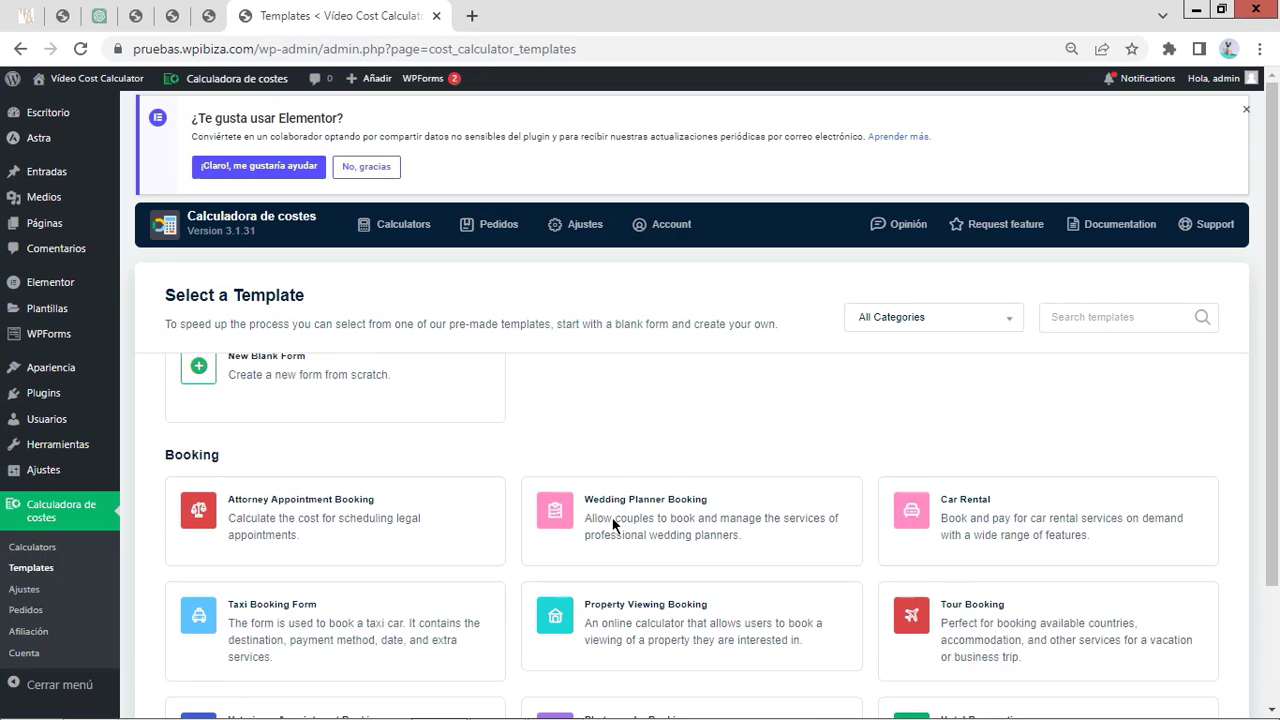 Templates < Vídeo Cost Calculat
pruebas.wpibiza.com/wp-admin/admin.php?page=cost_calculator_templates
Vídeo Cost Calculator
Calculadora de costes
0
Añadir
WPForms 2
Notifications
Hola, admin
Escritorio
Astra
Entradas
Medios
Páginas
Comentarios
Elementor
Plantillas
WPForms
Apariencia
Plugins
Usuarios
Herramientas
Ajustes
Calculadora de
costes
Calculators
Templates
Ajustes
Pedidos
Afiliación
Cuenta
Cerrar menú
¿Te gusta usar Elementor?
Conviértete en un colaborador optando por compartir datos no sensibles del plugin y para recibir nuestras actualizaciones periódicas por correo electrónico. Aprender más.
¡Claro!, me gustaría ayudar
No, gracias
Calculadora de costes
Version 3.1.31
Calculators
Pedidos
Ajustes
Account
Opinión
Request feature
Documentation
Support
Select a Template
To speed up the process you can select from one of our pre-made templates, start with a blank form and create your own.
All Categories
Search templates
New Blank Form
Create a new form from scratch.
Booking
Attorney Appointment Booking
Calculate the cost for scheduling legal
appointments.
Wedding Planner Booking
Allow couples to book and manage the services of
professional wedding planners.
Car Rental
Book and pay for car rental services on demand
with a wide range of features.
Taxi Booking Form
The form is used to book a taxi car. It contains the
destination, payment method, date, and extra
services.
Property Viewing Booking
An online calculator that allows users to book a
viewing of a property they are interested in.
Tour Booking
Perfect for booking available countries,
accommodation, and other services for a vacation
or business trip.